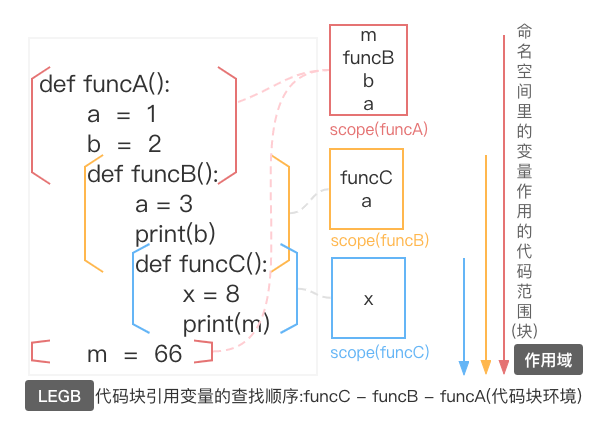 def funcA():
a = 1
b = 2
def funcB():
a = 3
print(b)
def funcC():
x = 8
print(m)
m = 66
m
funcB
b
a
scope(funcA)
funcC
a
scope(funcB)
x
scope(funcC)
命名空间里的变量作用的代码范围(块)
作用域
LEGB 代码块引用变量的查找顺序:funcC – funcB – funcA(代码块环境)